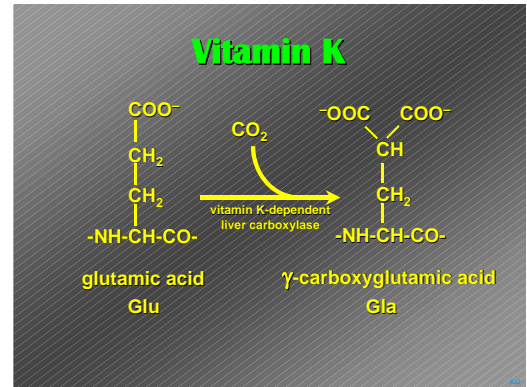 Vitamin K
COO⁻
CH₂
CH₂
-NH-CH-CO-
glutamic acid
Glu
CO₂
vitamin K-dependent
liver carboxylase
⁻OOC COO⁻
CH
CH₂
-NH-CH-CO-
γ-carboxyglutamic acid
Gla